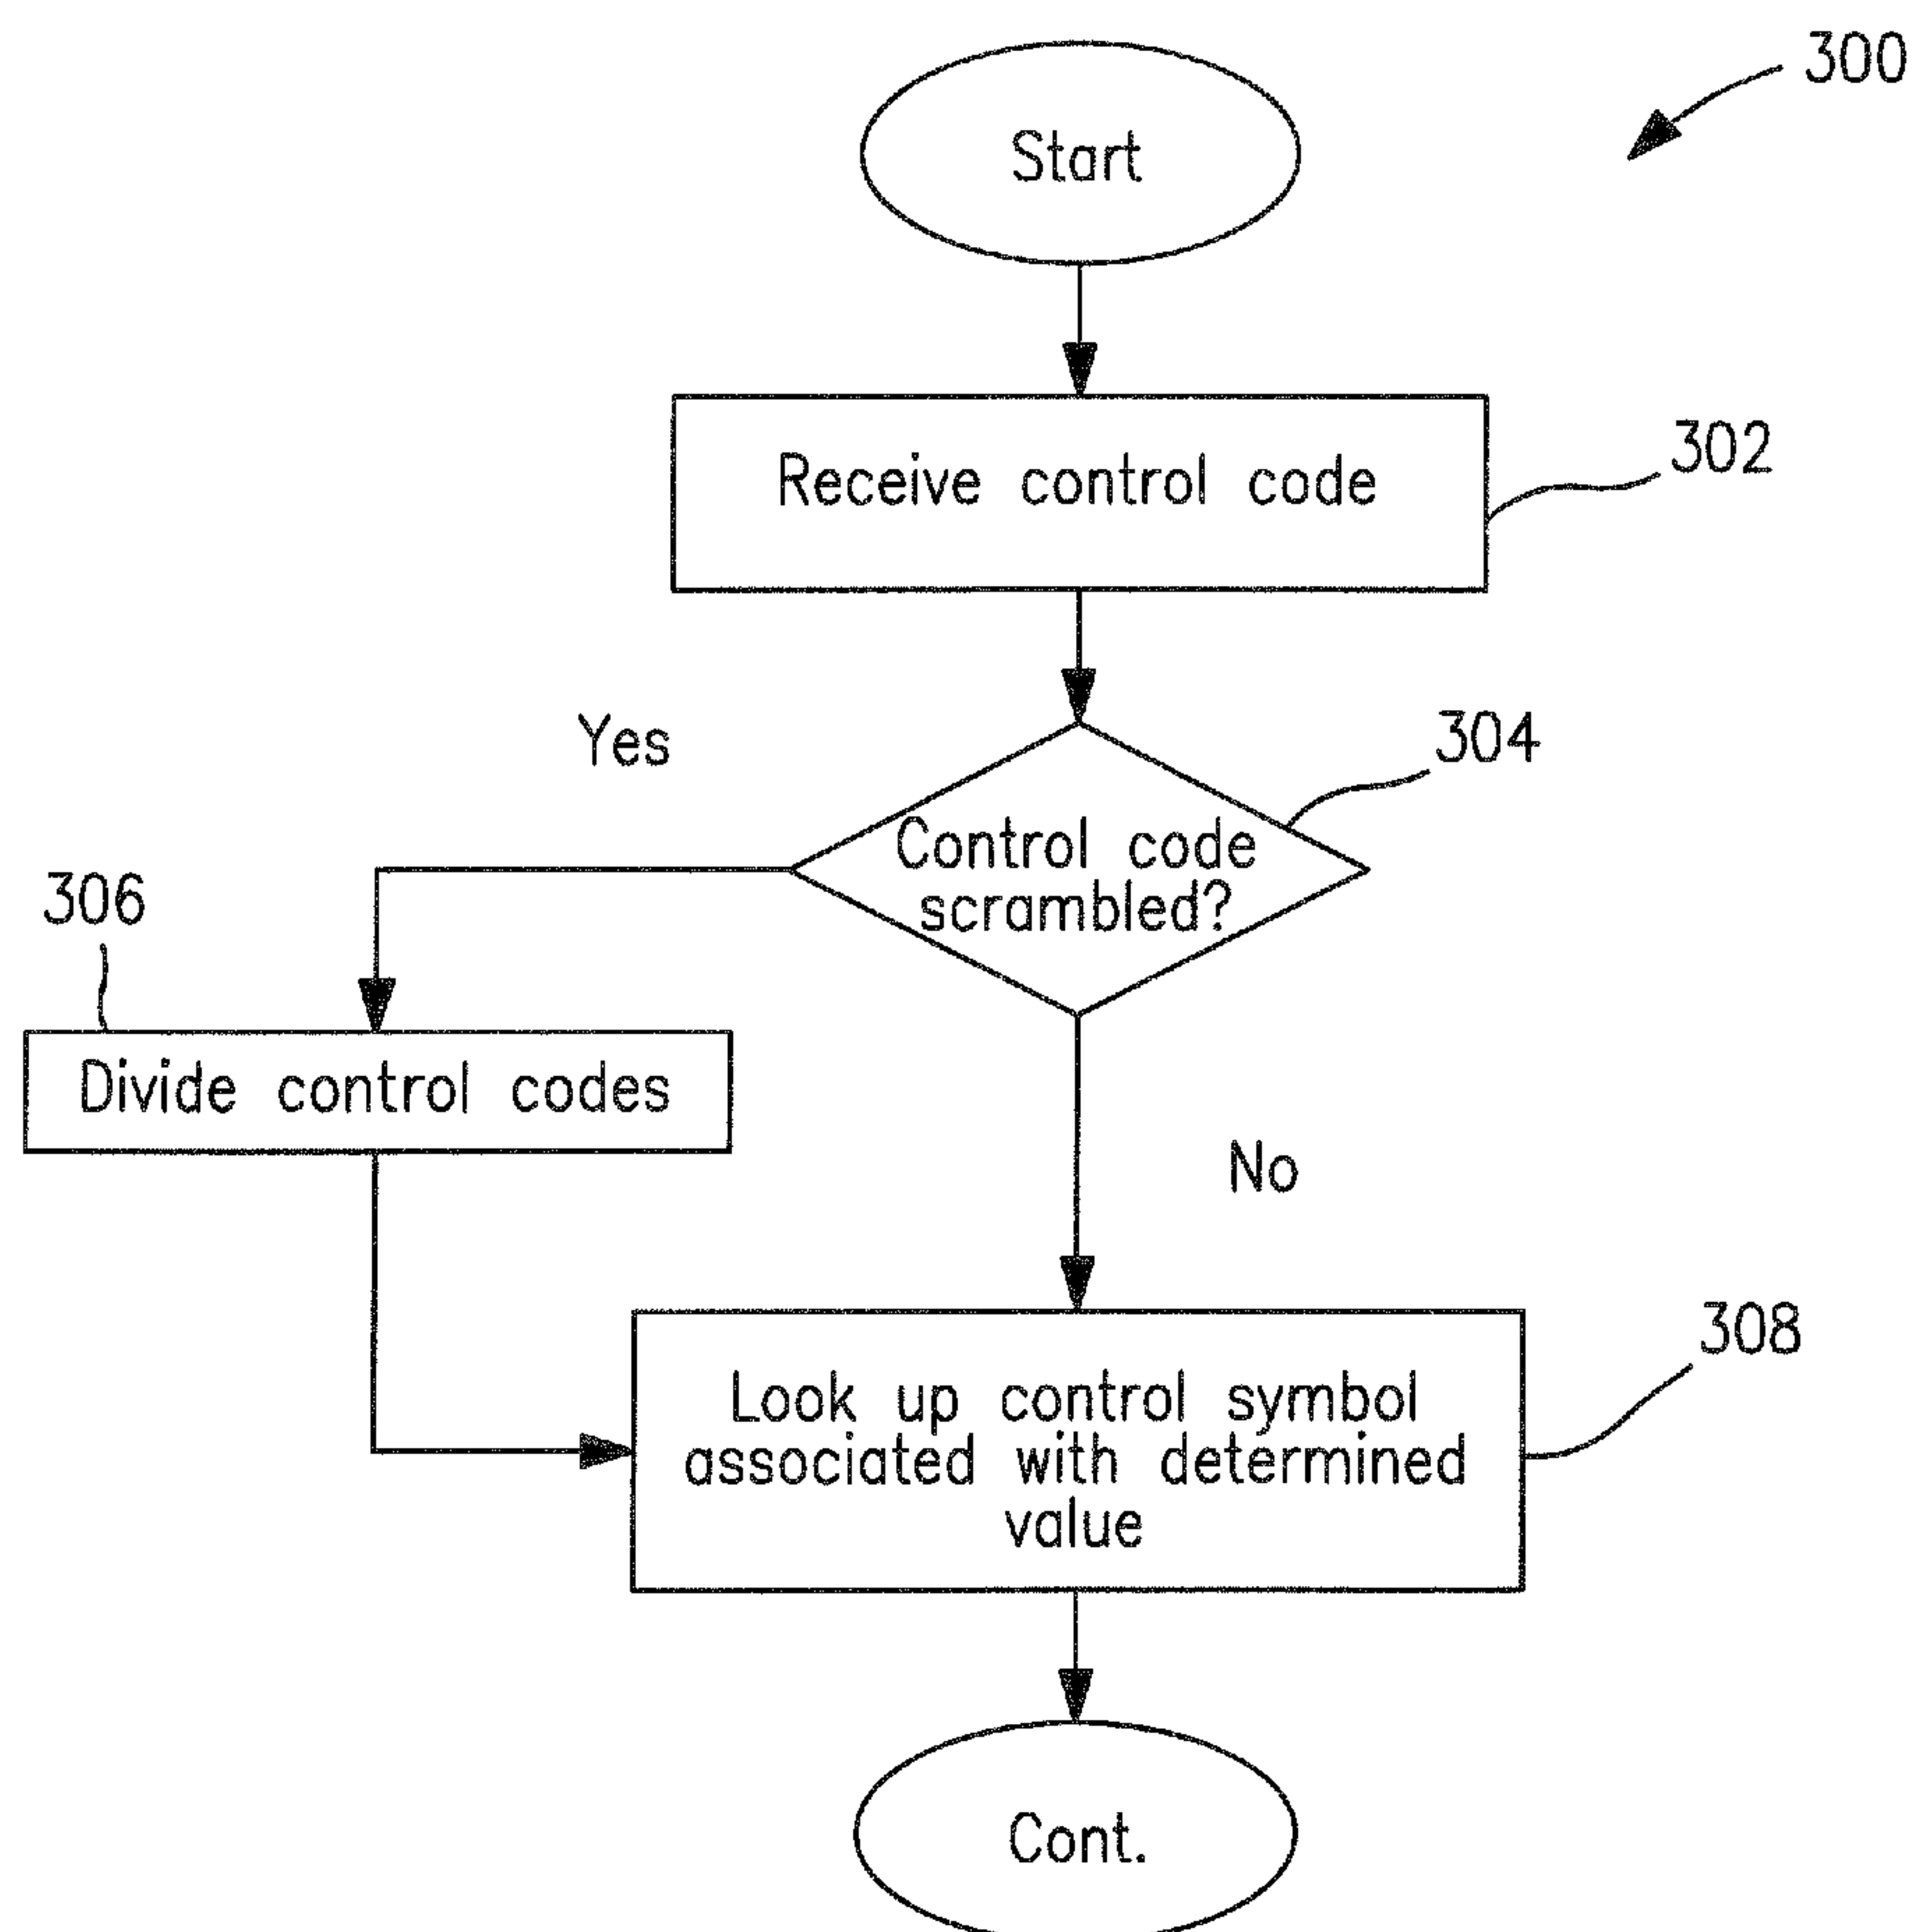 300
Start
Receive control code
302
Yes
304
Control code
scrambled?
306
Divide control codes
No
308
Look up control symbol
associated with determined
value
Cont.